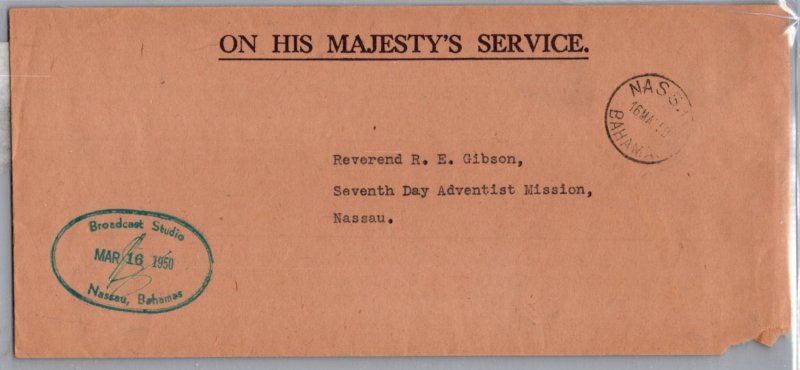 ON HIS MAJESTY'S SERVICE.
NASSAU
BAHAMAS
Reverend R. E. Gibson,
Seventh Day Adventist Mission,
Nassau.
Broadcast Studio
MAR 16 1950
Nassau, Bahamas